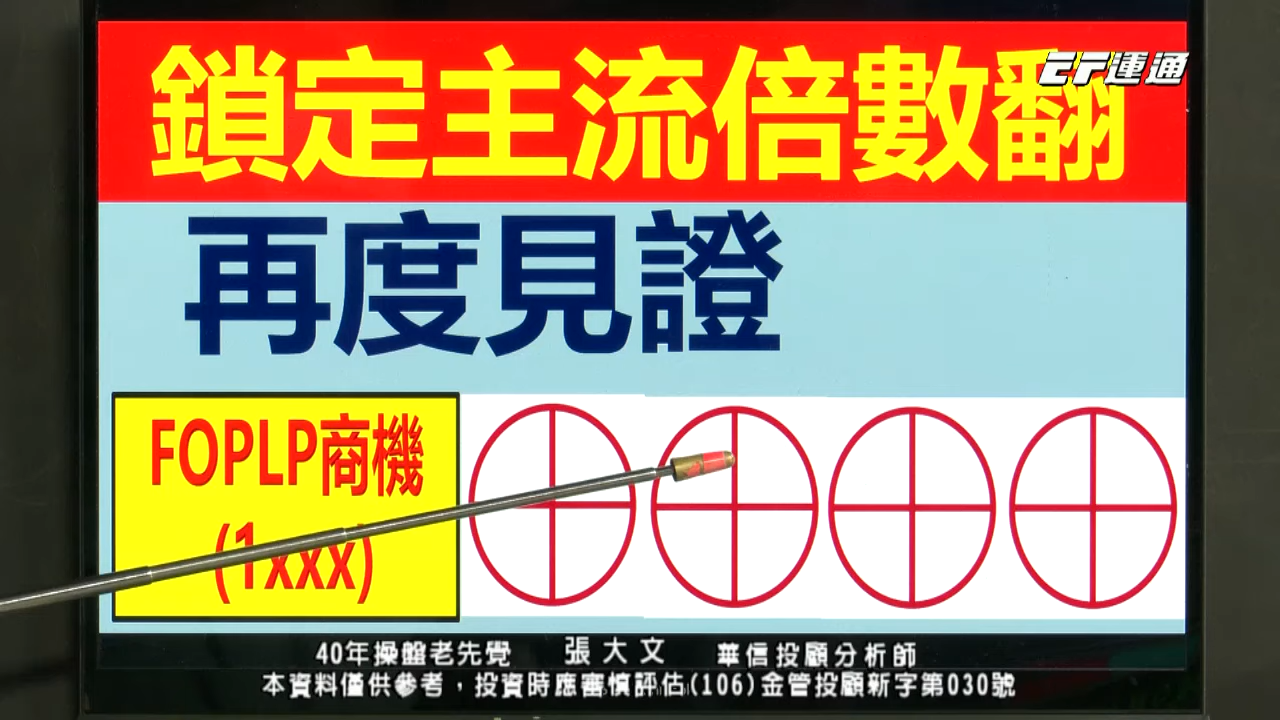 鎖定主流倍數翻
運通
再度見證
FOPLP商機
(1xxx)
40年操盤老先覺 張大文 華信投顧分析師
本資料僅供參考，投資時應審慎評估(106)金管投顧新字第030號